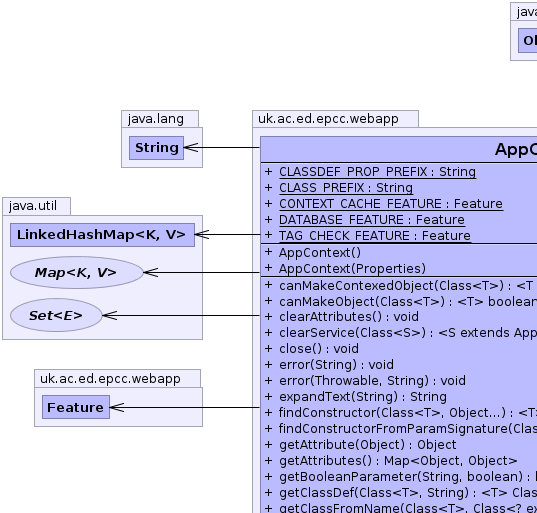 java
Ob
java.lang
String
uk.ac.ed.epcc.webapp
AppC
+ CLASSDEF_PROP_PREFIX : String
+ CLASS_PREFIX : String
+ CONTEXT_CACHE_FEATURE : Feature
+ DATABASE_FEATURE : Feature
+ TAG_CHECK_FEATURE : Feature
+ AppContext()
+ AppContext(Properties)
+ canMakeContexedObject(Class<T>) : <T
+ canMakeObject(Class<T>) : <T> boolean
+ clearAttributes() : void
+ clearService(Class<S>) : <S extends App
+ close() : void
+ error(String) : void
+ error(Throwable, String) : void
+ expandText(String) : String
+ findConstructor(Class<T>, Object...) : <T>
+ findConstructorFromParamSignature(Clas
+ getAttribute(Object) : Object
+ getAttributes() : Map<Object, Object>
+ getBooleanParameter(String, boolean) :
+ getClassDef(Class<T>, String) : <T> Clas
+ getClassFromName(Class<T>, Class<? ex
java.util
LinkedHashMap<K, V>
Map<K, V>
Set<E>
uk.ac.ed.epcc.webapp
Feature